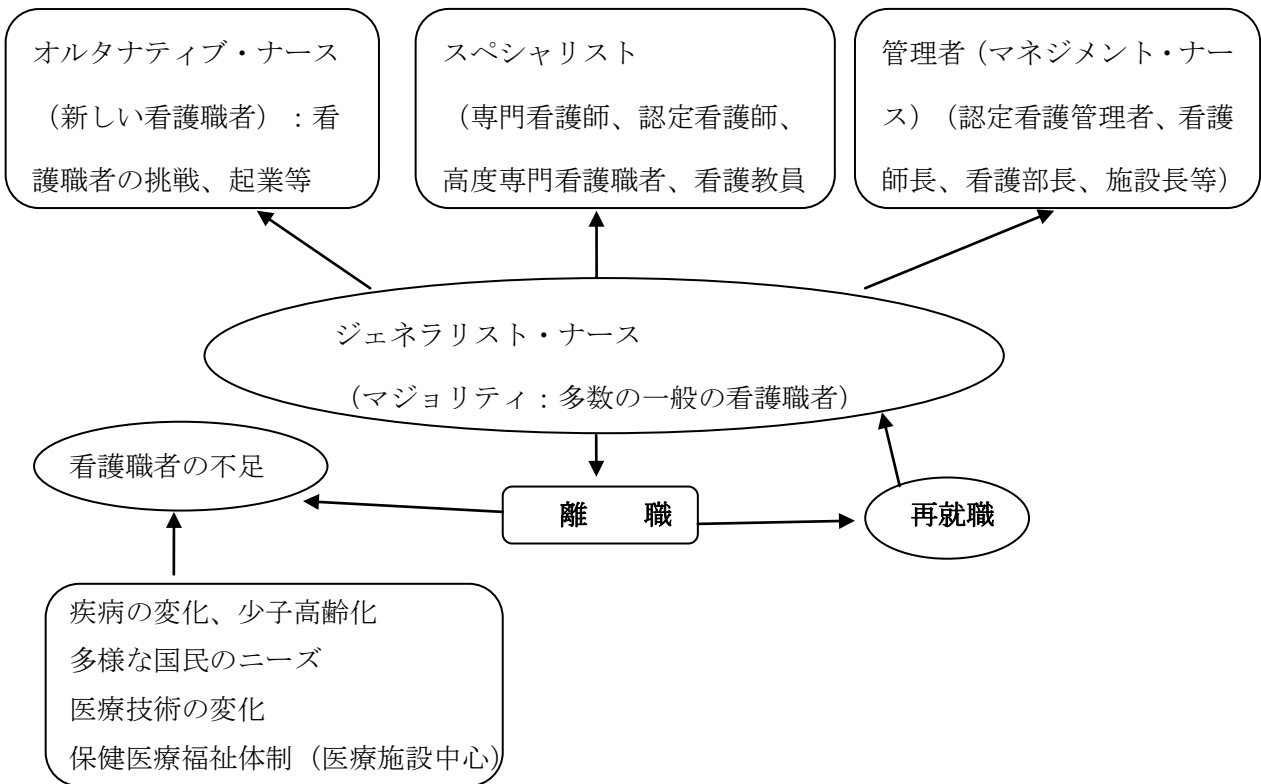 オルタナティブ・ナース
（新しい看護職者）：看
護職者の挑戦、起業等
スペシャリスト
（専門看護師、認定看護師、
高度専門看護職者、看護教員
管理者（マネジメント・ナー
ス）（認定看護管理者、看護
師長、看護部長、施設長等）
ジェネラリスト・ナース
（マジョリティ：多数の一般の看護職者）
看護職者の不足
離　職
再就職
疾病の変化、少子高齢化
多様な国民のニーズ
医療技術の変化
保健医療福祉体制（医療施設中心）